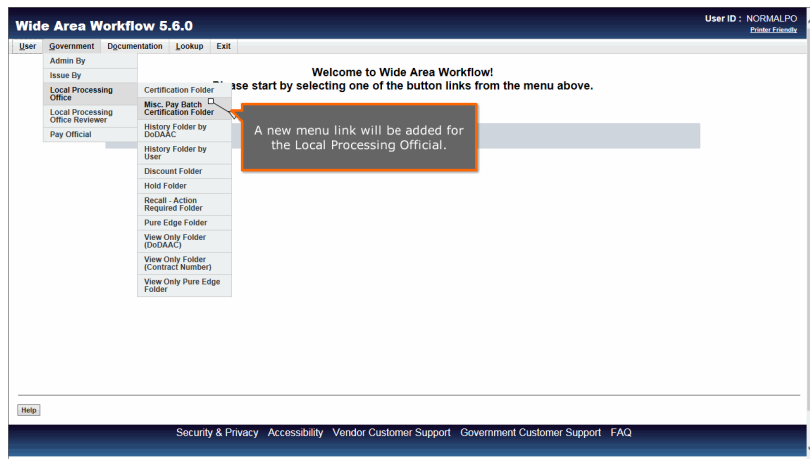 Wide Area Workflow 5.6.0
User ID : NORMALPO
Printer Friendly
User Government Documentation Lookup Exit
Admin By
Issue By
Local Processing
Office
Local Processing
Office Reviewer
Pay Official
Welcome to Wide Area Workflow!
ase start by selecting one of the button links from the menu above.
Certification Folder
Misc. Pay Batch
Certification Folder
History Folder by
DoDAAC
History Folder by
User
Discount Folder
Hold Folder
Recall - Action
Required Folder
Pure Edge Folder
View Only Folder
(DoDAAC)
View Only Folder
(Contract Number)
View Only Pure Edge
Folder
A new menu link will be added for
the Local Processing Official.
Help
Security & Privacy Accessibility Vendor Customer Support Government Customer Support FAQ